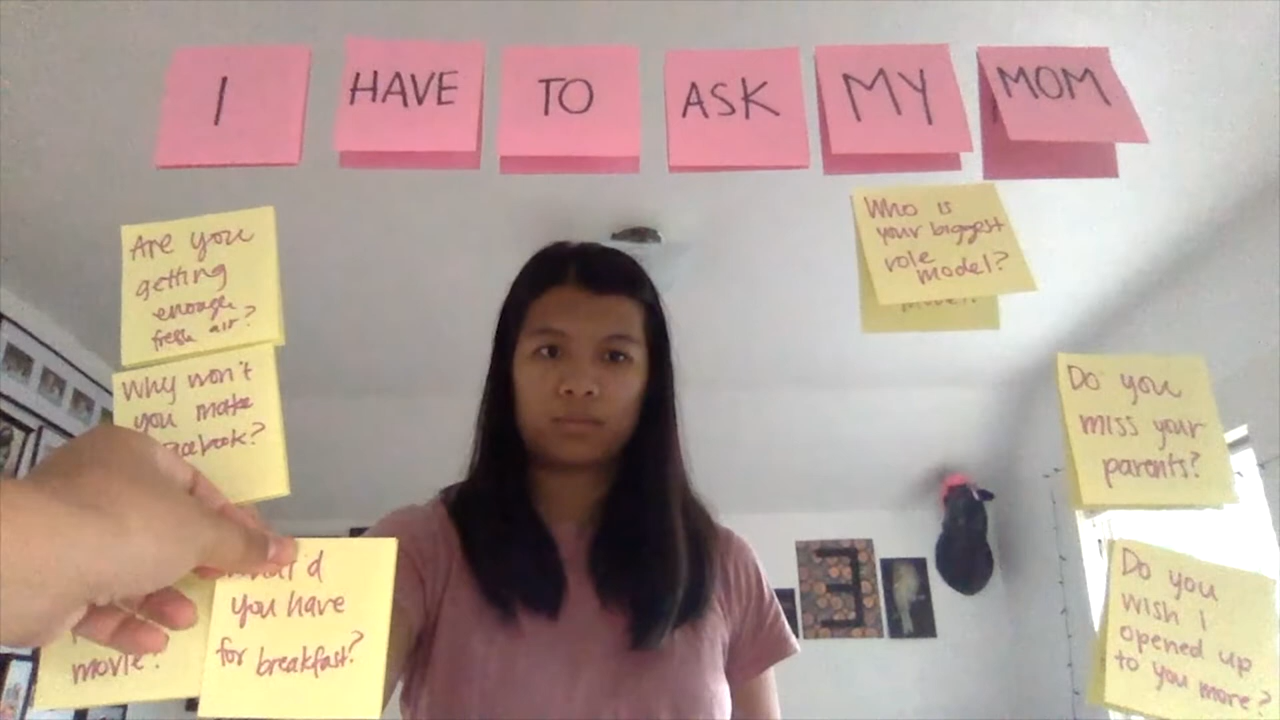 I HAVE TO ASK MY MOM
Are you
getting
enough
fresh air?
Why won't
you make
Facebook?
you have
for breakfast?
movie?
Who is
your biggest
role
model?
Do you
miss your
parents?
Do you
wish I
opened up
to you more?
E